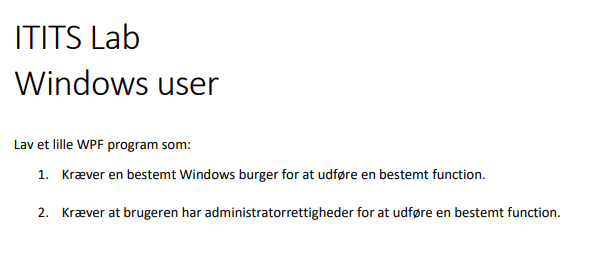 ITITS Lab
Windows user
Lav et lille WPF program som:
1. Kræver en bestemt Windows burger for at udføre en bestemt function.
2. Kræver at brugeren har administratorrettigheder for at udføre en bestemt function.